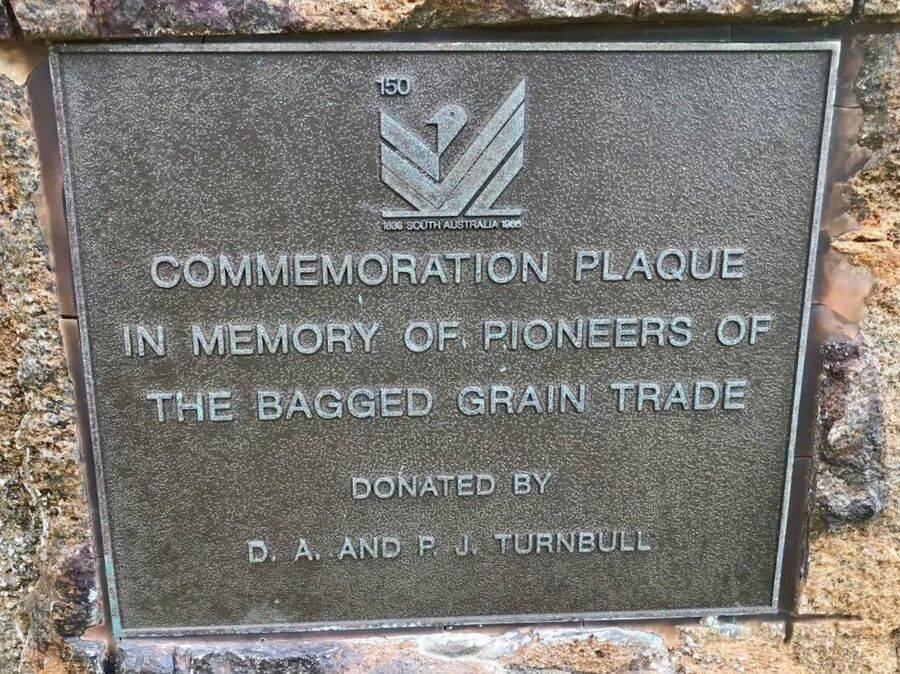 150
1836 SOUTH AUSTRALIA 1986
COMMEMORATION PLAQUE
IN MEMORY OF PIONEERS OF
THE BAGGED GRAIN TRADE
DONATED BY
D. A. AND P. J. TURNBULL